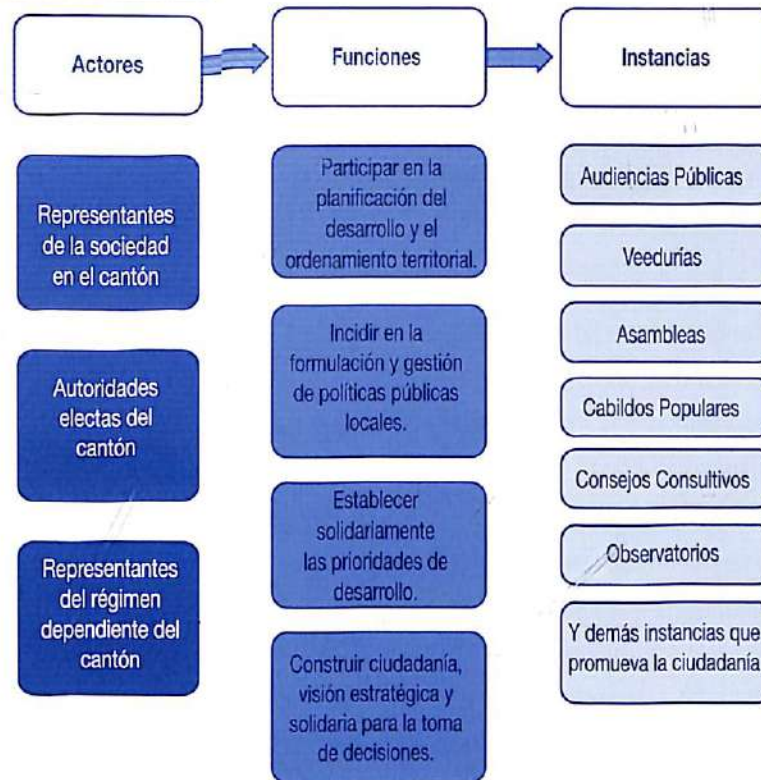 Actores
Funciones
Instancias
Representantes
de la sociedad
en el cantón
Autoridades
electas del
cantón
Representantes
del régimen
dependiente del
cantón
Participar en la
planificación del
desarrollo y el
ordenamiento territorial.
Incidir en la
formulación y gestión
de políticas públicas
locales.
Establecer
solidariamente
las prioridades de
desarrollo.
Construir ciudadanía,
visión estratégica y
solidaria para la toma
de decisiones.
Audiencias Públicas
Veedurías
Asambleas
Cabildos Populares
Consejos Consultivos
Observatorios
Y demás instancias que
promueva la ciudadanía